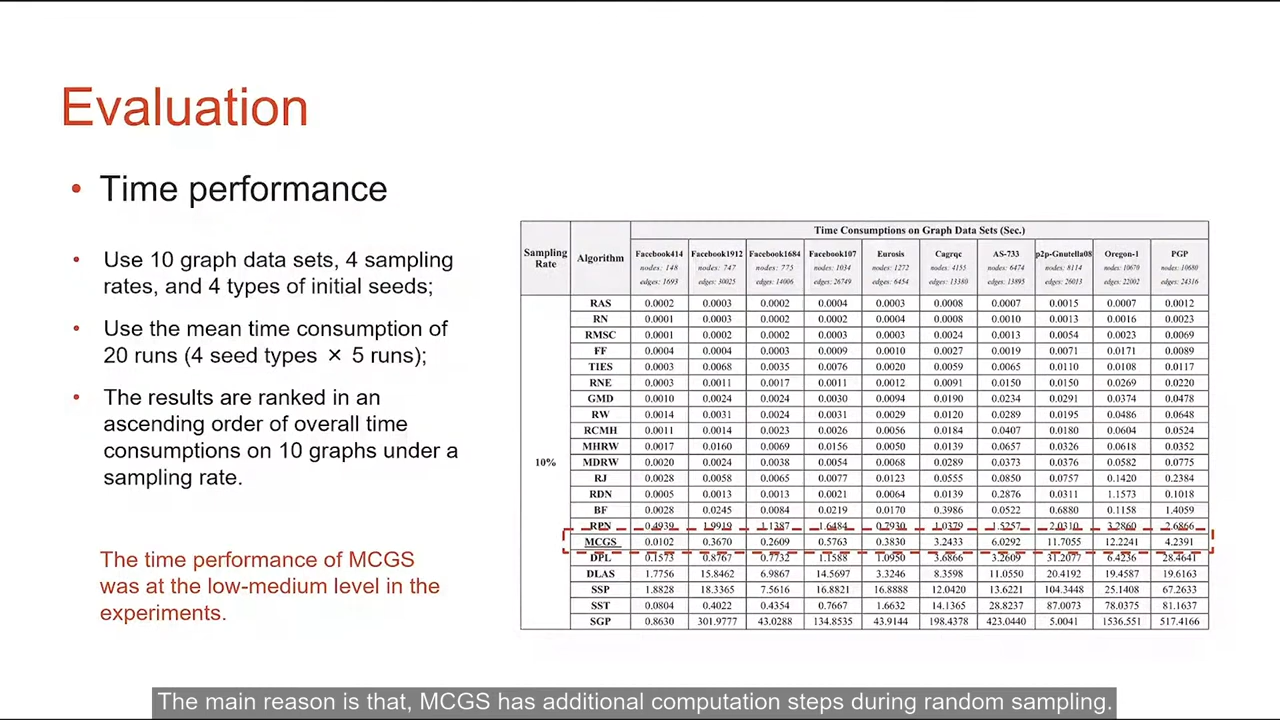 Evaluation
• Time performance
• Use 10 graph data sets, 4 sampling
rates, and 4 types of initial seeds;
• Use the mean time consumption of
20 runs (4 seed types × 5 runs);
• The results are ranked in an
ascending order of overall time
consumptions on 10 graphs under a
sampling rate.
The time performance of MCGS
was at the low-medium level in the
experiments.
Time Consumptions on Graph Data Sets (Sec.)
Sampling Rate Algorithm Facebook414 Facebook1912 Facebook1684 Facebook107 Eurosis Cagrqc AS-733 p2p-Gnutella08 Oregon-1 PGP
nodes: 148 nodes: 747 nodes: 775 nodes: 1034 nodes: 1272 nodes: 4155 nodes: 6474 nodes: 8114 nodes: 10670 nodes: 10680
edges: 1693 edges: 30025 edges: 14006 edges: 26749 edges: 6454 edges: 13380 edges: 13895 edges: 26013 edges: 22002 edges: 24316
10%
RAS 0.0002 0.0003 0.0002 0.0004 0.0003 0.0008 0.0007 0.0015 0.0007 0.0012
RN 0.0001 0.0003 0.0002 0.0002 0.0004 0.0008 0.0010 0.0013 0.0016 0.0023
RMSC 0.0001 0.0002 0.0002 0.0003 0.0003 0.0024 0.0013 0.0054 0.0023 0.0069
FF 0.0004 0.0004 0.0003 0.0009 0.0010 0.0027 0.0019 0.0071 0.0171 0.0089
TIES 0.0003 0.0068 0.0035 0.0076 0.0020 0.0059 0.0065 0.0110 0.0108 0.0117
RNE 0.0003 0.0011 0.0017 0.0011 0.0012 0.0091 0.0150 0.0150 0.0269 0.0220
GMD 0.0010 0.0024 0.0024 0.0030 0.0094 0.0190 0.0234 0.0291 0.0374 0.0478
RW 0.0014 0.0031 0.0024 0.0031 0.0029 0.0120 0.0289 0.0195 0.0486 0.0648
RCMH 0.0011 0.0014 0.0023 0.0026 0.0056 0.0184 0.0407 0.0180 0.0604 0.0524
MHRW 0.0017 0.0160 0.0069 0.0156 0.0050 0.0139 0.0657 0.0326 0.0618 0.0352
MDRW 0.0020 0.0024 0.0038 0.0054 0.0068 0.0289 0.0373 0.0376 0.0582 0.0775
RJ 0.0028 0.0058 0.0065 0.0077 0.0123 0.0555 0.0850 0.0757 0.1420 0.2384
RDN 0.0005 0.0013 0.0013 0.0021 0.0064 0.0139 0.2876 0.0311 1.1573 0.1018
BF 0.0028 0.0245 0.0084 0.0219 0.0170 0.3986 0.0522 0.6880 0.1158 1.4059
RPN 0.4939 1.9919 1.1387 1.6484 0.7930 1.0379 1.5257 2.0310 3.2860 2.6866
MCGS 0.0102 0.3670 0.2609 0.5763 0.3830 3.2433 6.0292 11.7055 12.2241 4.2391
DPL 0.1573 0.8767 0.7732 1.1588 1.0950 3.6866 3.2609 31.2077 6.4236 28.4641
DLAS 1.7756 15.8462 6.9867 14.5697 3.3246 8.3598 11.0550 20.4192 19.4587 19.6163
SSP 1.8828 18.3365 7.5616 16.8821 16.8888 12.0420 13.6221 104.3448 25.1408 67.2633
SST 0.0804 0.4022 0.4354 0.7667 1.6632 14.1365 28.8237 87.0073 78.0375 81.1637
SGP 0.8630 301.9777 43.0288 134.8535 43.9144 198.4378 423.0440 5.0041 1536.551 517.4166
The main reason is that, MCGS has additional computation steps during random sampling.